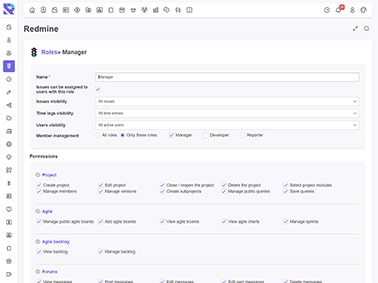 Redmine
Roles» Manager
Name *
Manager
Issues can be assigned to
users with this role
Issues visibility
All issues
Time logs visibility
All time entries
Users visibility
All active users
Member management
All roles Only these roles: Manager Developer Reporter
Permissions
Project
Create project Edit project Close / reopen the project Delete the project Select project modules
Manage members Manage versions Create subprojects Manage public queries Save queries
Agile
Manage public agile boards Add agile boards View agile boards View agile charts Manage sprints
Agile backlog
View backlog Manage backlog
Forums
View messages Post messages Edit messages Edit own messages Delete messages